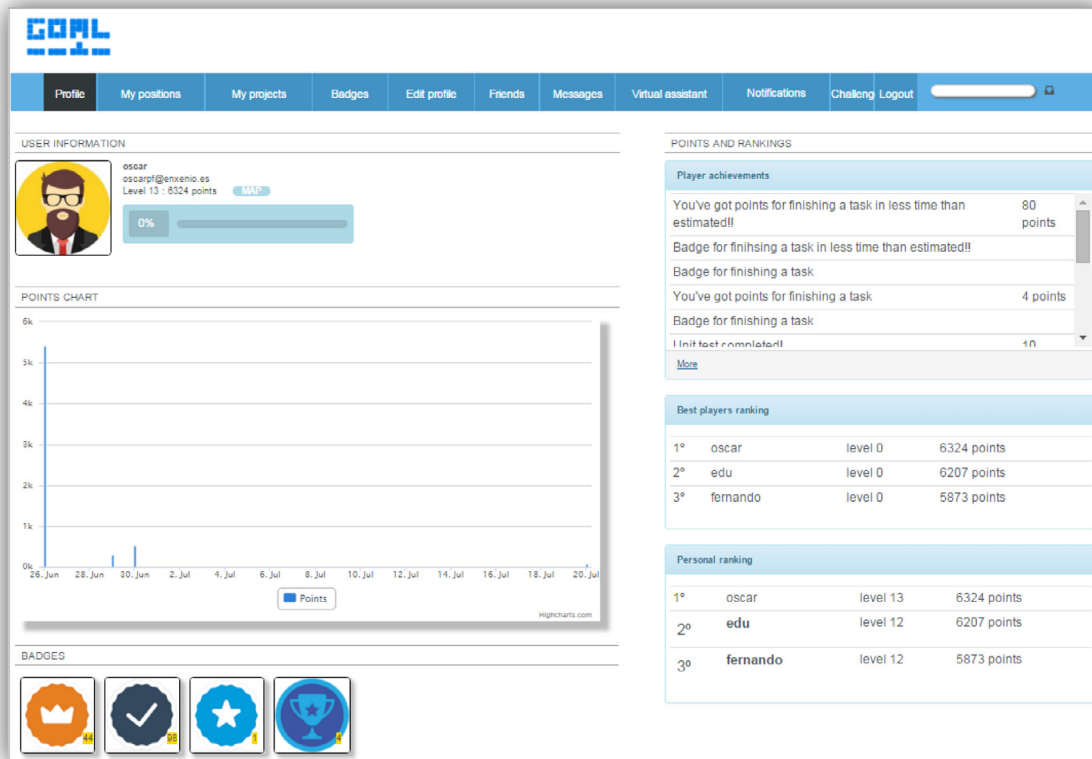 GOAL
Profile My positions My projects Badges Edit profile Friends Messages Virtual assistant Notifications Challeng Logout
USER INFORMATION
oscar
oscarpf@enxenio.es
Level 13 : 6324 points MAP
0%
POINTS CHART
6k
5k
4k
3k
2k
1k
0k
26. Jun 28. Jun 30. Jun 2. Jul 4. Jul 6. Jul 8. Jul 10. Jul 12. Jul 14. Jul 16. Jul 18. Jul 20. Jul
Points
Highcharts.com
BADGES
44 98 1 4
POINTS AND RANKINGS
Player achievements
You've got points for finishing a task in less time than 80
estimated!! points
Badge for finihsing a task in less time than estimated!!
Badge for finishing a task
You've got points for finishing a task 4 points
Badge for finishing a task
Unit test completed! 10
More
Best players ranking
1º oscar level 0 6324 points
2º edu level 0 6207 points
3º fernando level 0 5873 points
Personal ranking
1º oscar level 13 6324 points
2º edu level 12 6207 points
3º fernando level 12 5873 points